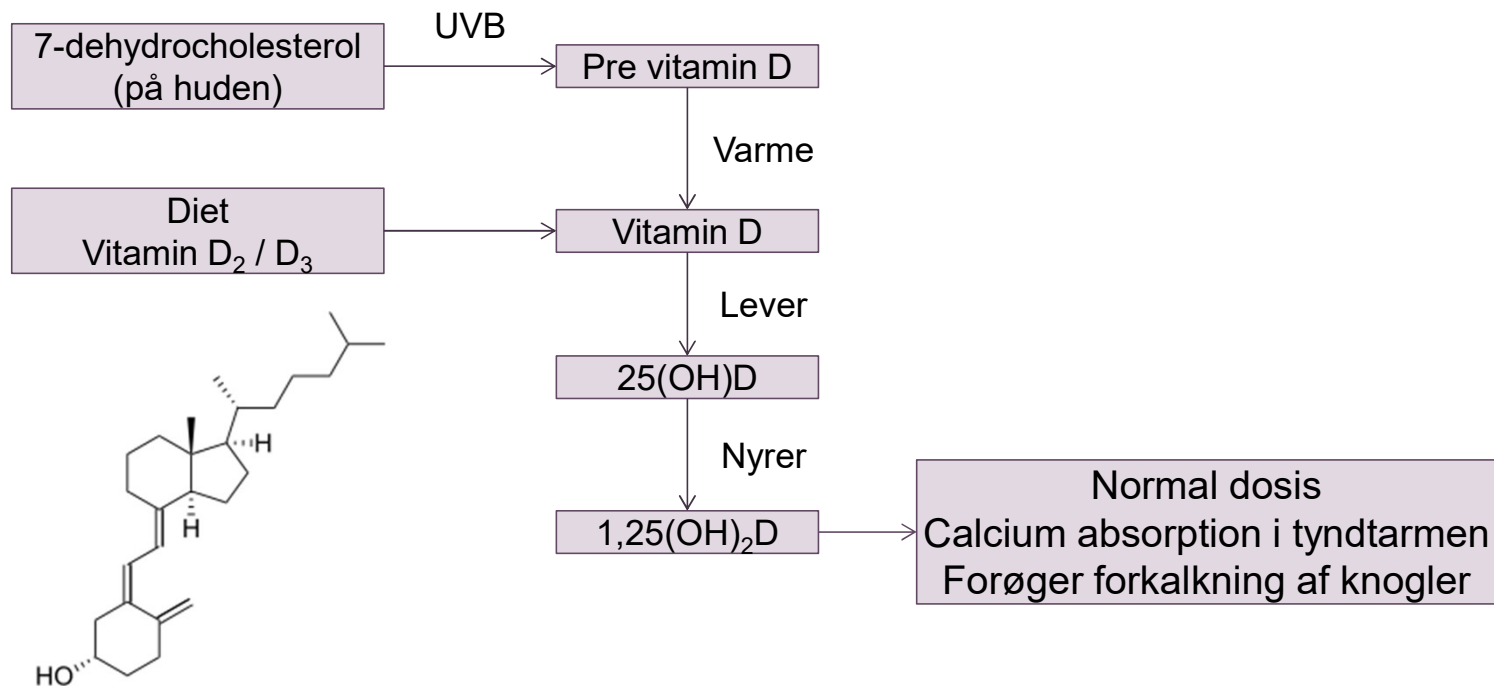 7-dehydrocholesterol
(på huden)
UVB
Pre vitamin D
Varme
Diet
Vitamin D₂ / D₃
Vitamin D
Lever
25(OH)D
Nyrer
1,25(OH)₂D
Normal dosis
Calcium absorption i tyndtarmen
Forøger forkalkning af knogler
H
H
HO